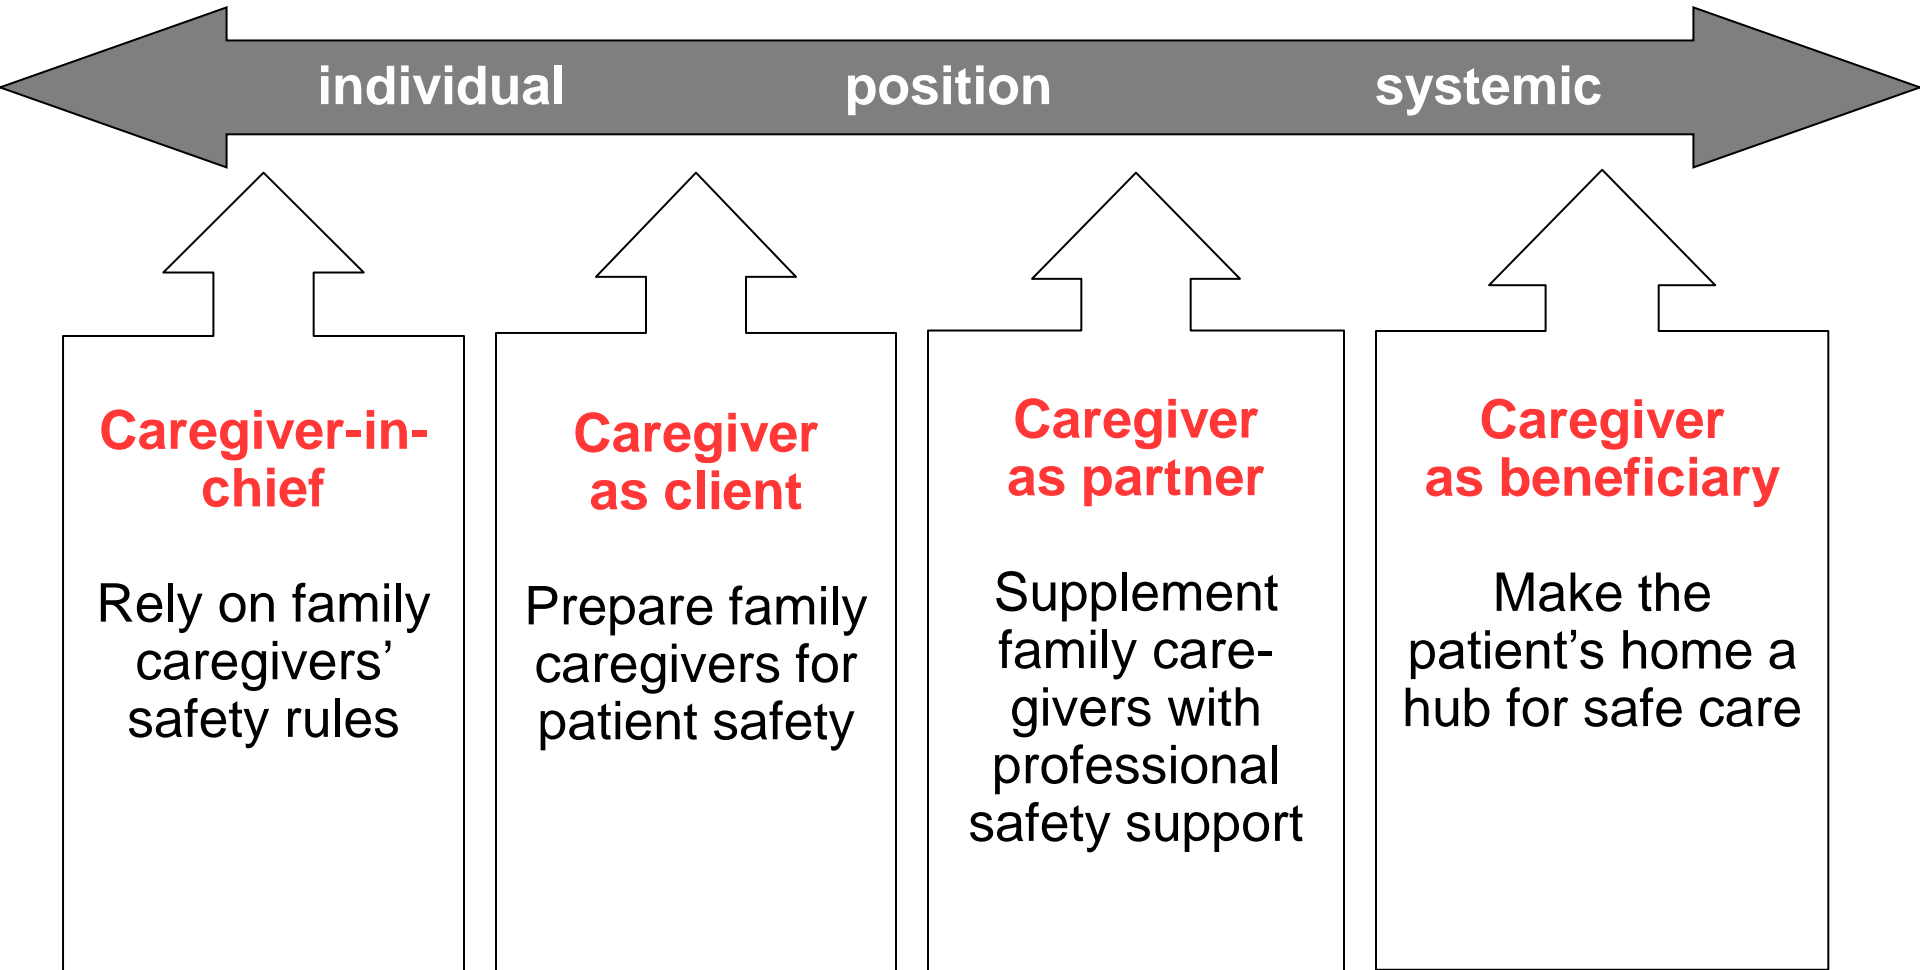 individual position systemic
Caregiver-in-
chief
Rely on family
caregivers’
safety rules
Caregiver
as client
Prepare family
caregivers for
patient safety
Caregiver
as partner
Supplement
family care-
givers with
professional
safety support
Caregiver
as beneficiary
Make the
patient’s home a
hub for safe care